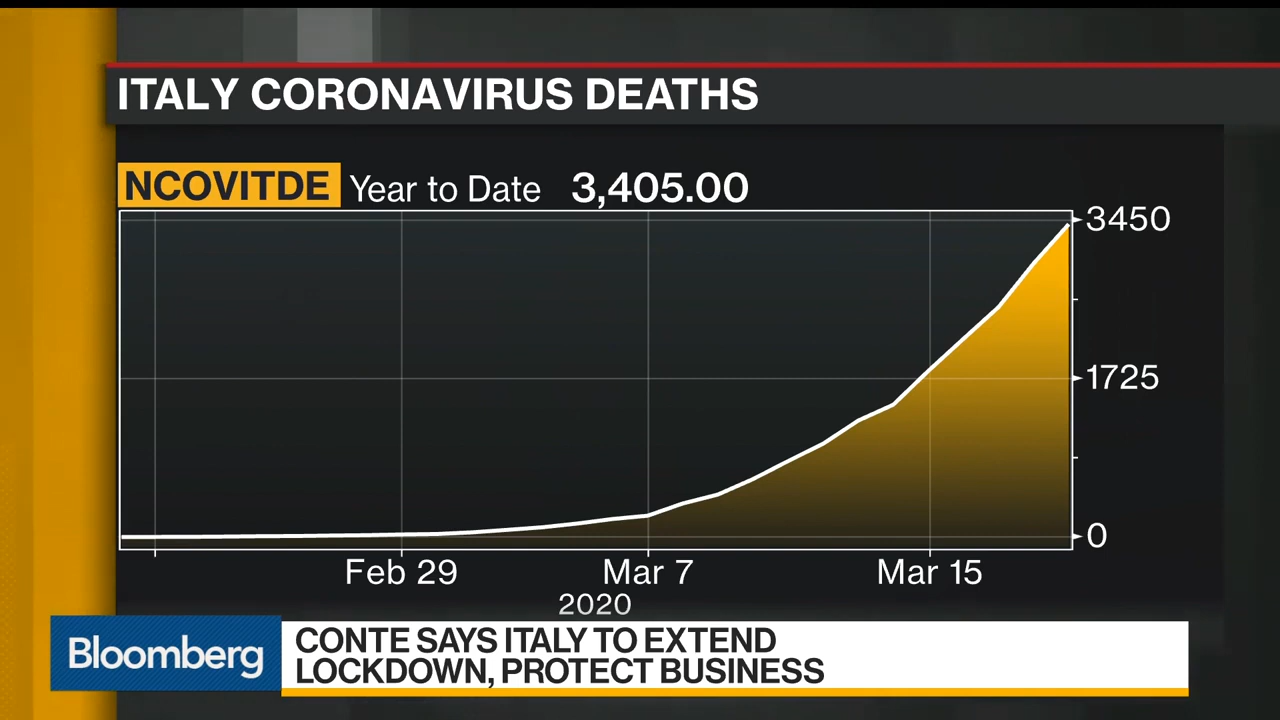 ITALY CORONAVIRUS DEATHS
NCOVITDE Year to Date 3,405.00
3450
1725
0
Feb 29 Mar 7 Mar 15
2020
Bloomberg
CONTE SAYS ITALY TO EXTEND
LOCKDOWN, PROTECT BUSINESS